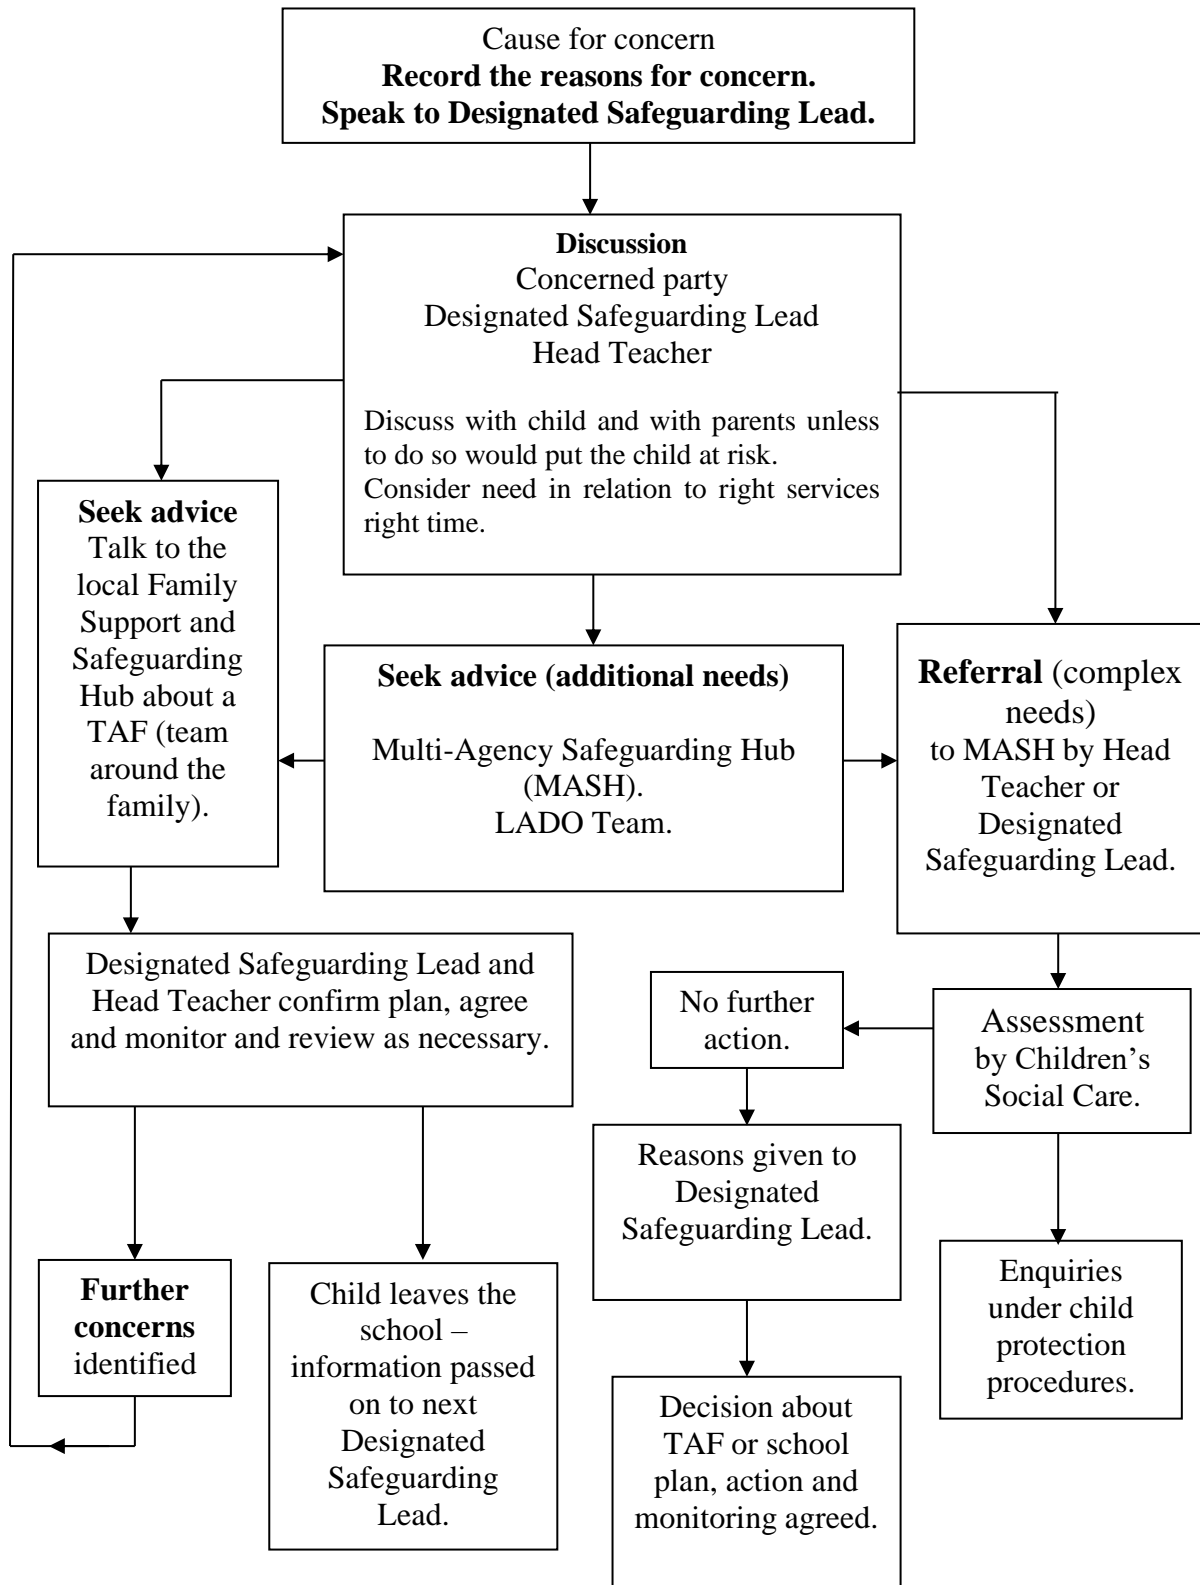 Cause for concern
Record the reasons for concern.
Speak to Designated Safeguarding Lead.
Discussion
Concerned party
Designated Safeguarding Lead
Head Teacher
Discuss with child and with parents unless
to do so would put the child at risk.
Consider need in relation to right services
right time.
Seek advice
Talk to the
local Family
Support and
Safeguarding
Hub about a
TAF (team
around the
family).
Seek advice (additional needs)
Multi-Agency Safeguarding Hub
(MASH).
LADO Team.
Referral (complex
needs)
to MASH by Head
Teacher or
Designated
Safeguarding Lead.
Designated Safeguarding Lead and
Head Teacher confirm plan, agree
and monitor and review as necessary.
No further
action.
Assessment
by Children’s
Social Care.
Reasons given to
Designated
Safeguarding Lead.
Enquiries
under child
protection
procedures.
Further
concerns
identified
Child leaves the
school –
information passed
on to next
Designated
Safeguarding
Lead.
Decision about
TAF or school
plan, action and
monitoring agreed.